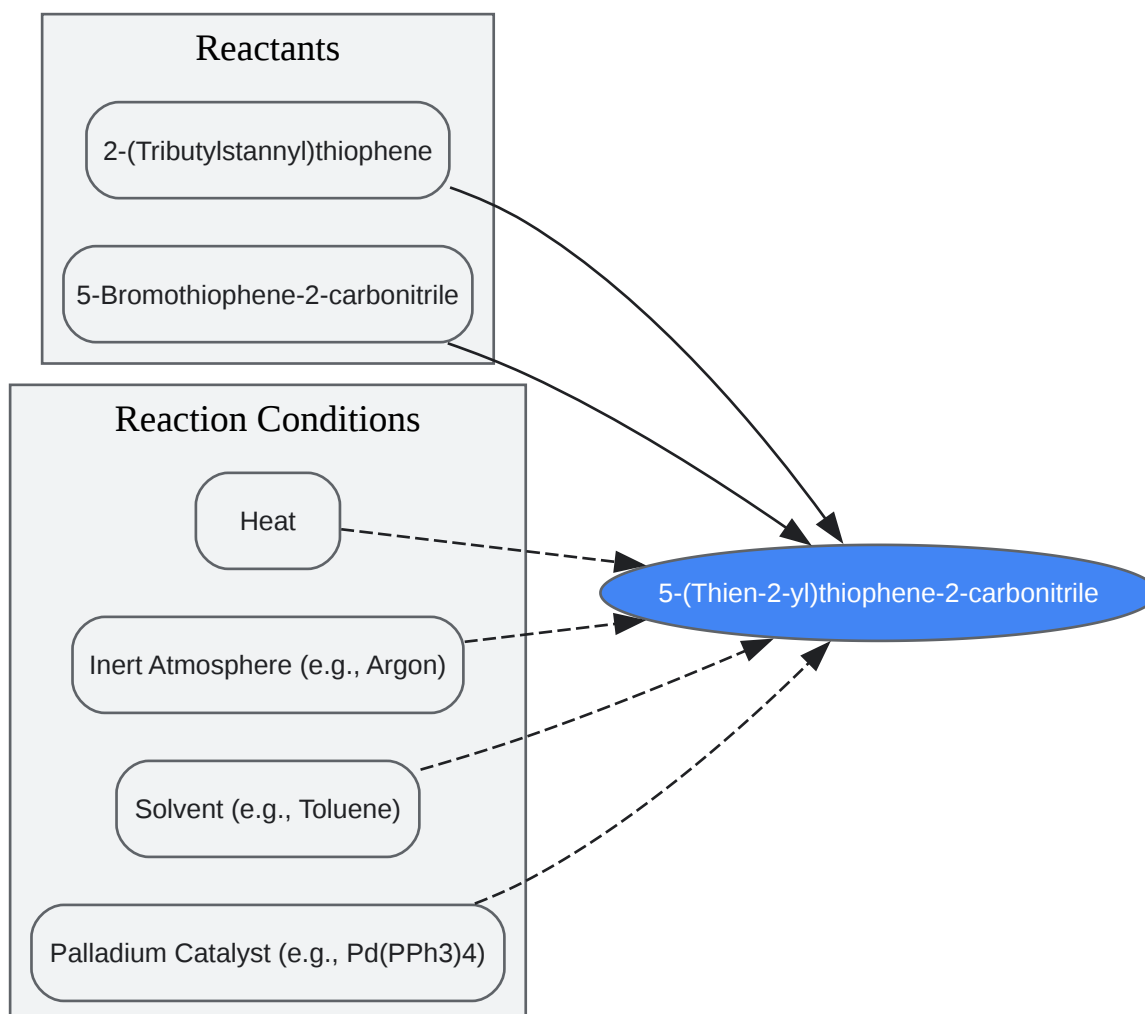 Reactants
2-(Tributylstannyl)thiophene
5-Bromothiophene-2-carbonitrile
Reaction Conditions
Heat
Inert Atmosphere (e.g., Argon)
Solvent (e.g., Toluene)
Palladium Catalyst (e.g., Pd(PPh3)4)
5-(Thien-2-yl)thiophene-2-carbonitrile